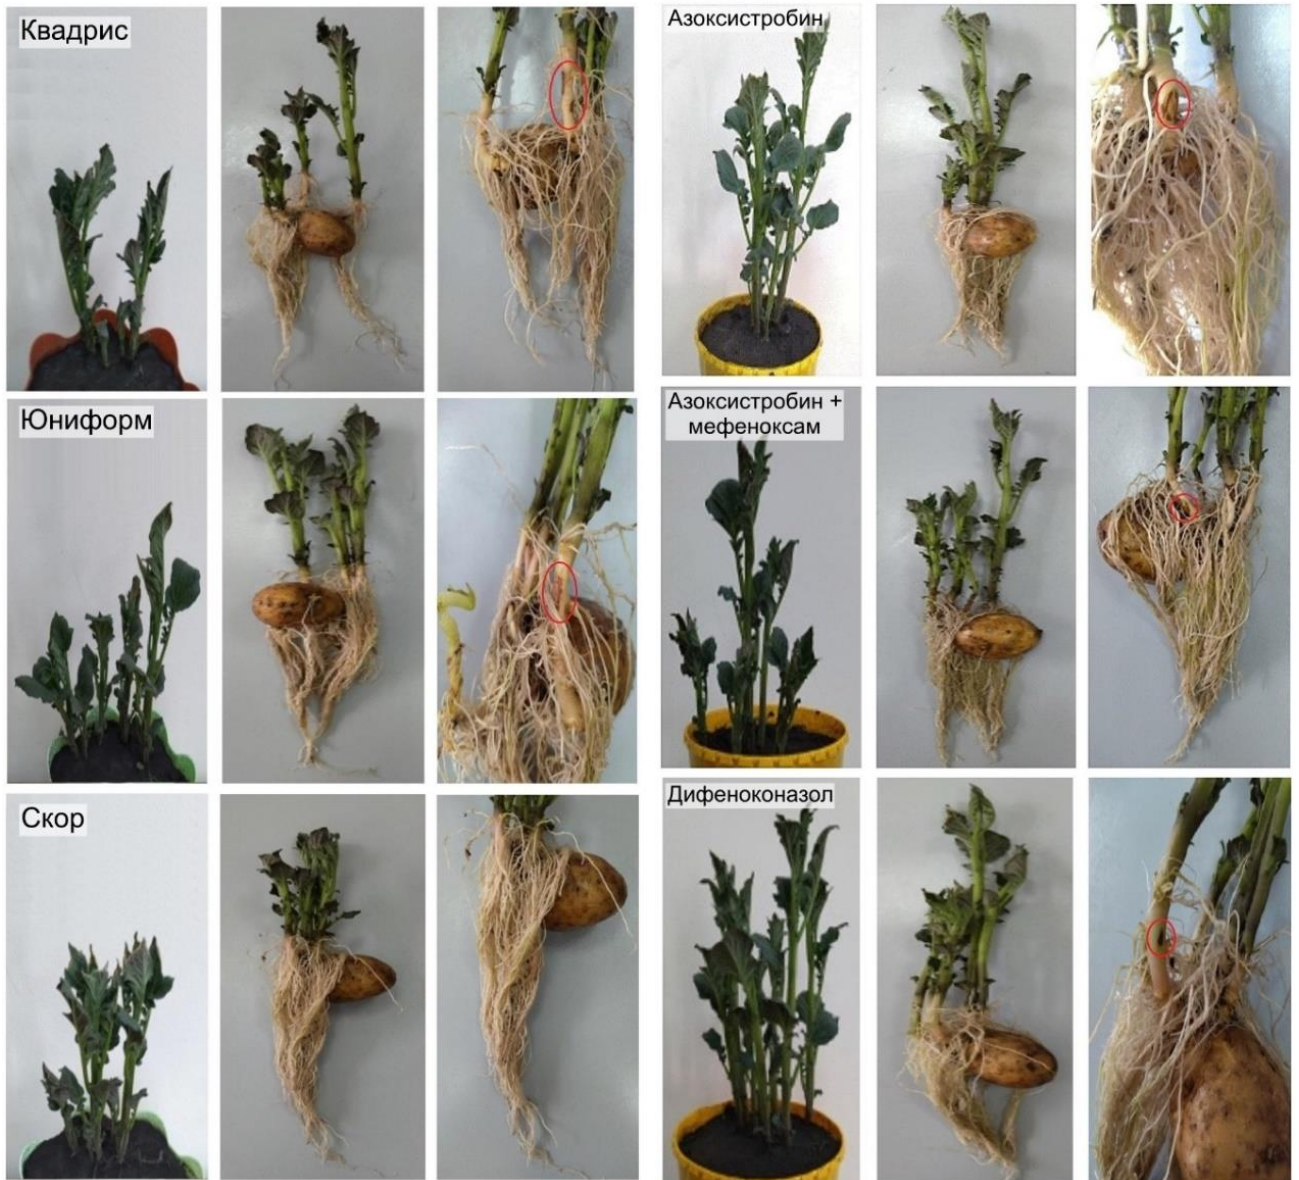 Квадрис
Азоксистробин
Юниформ
Азоксистробин +
мефеноксам
Скор
Дифеноконазол